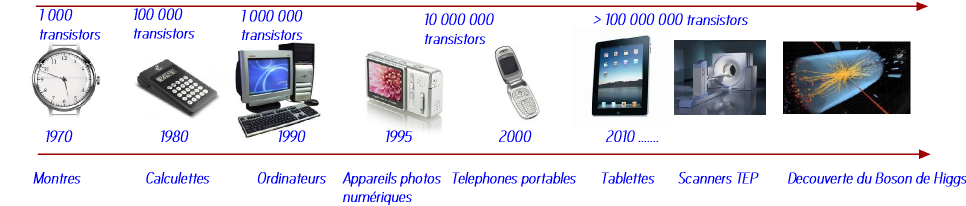 1 000
transistors
100 000
transistors
1 000 000
transistors
10 000 000
transistors
> 100 000 000 transistors
1970
1980
1990
1995
2000
2010 .......
Montres
Calculettes
Ordinateurs
Appareils photos
numériques
Telephones portables
Tablettes
Scanners TEP
Decouverte du Boson de Higgs